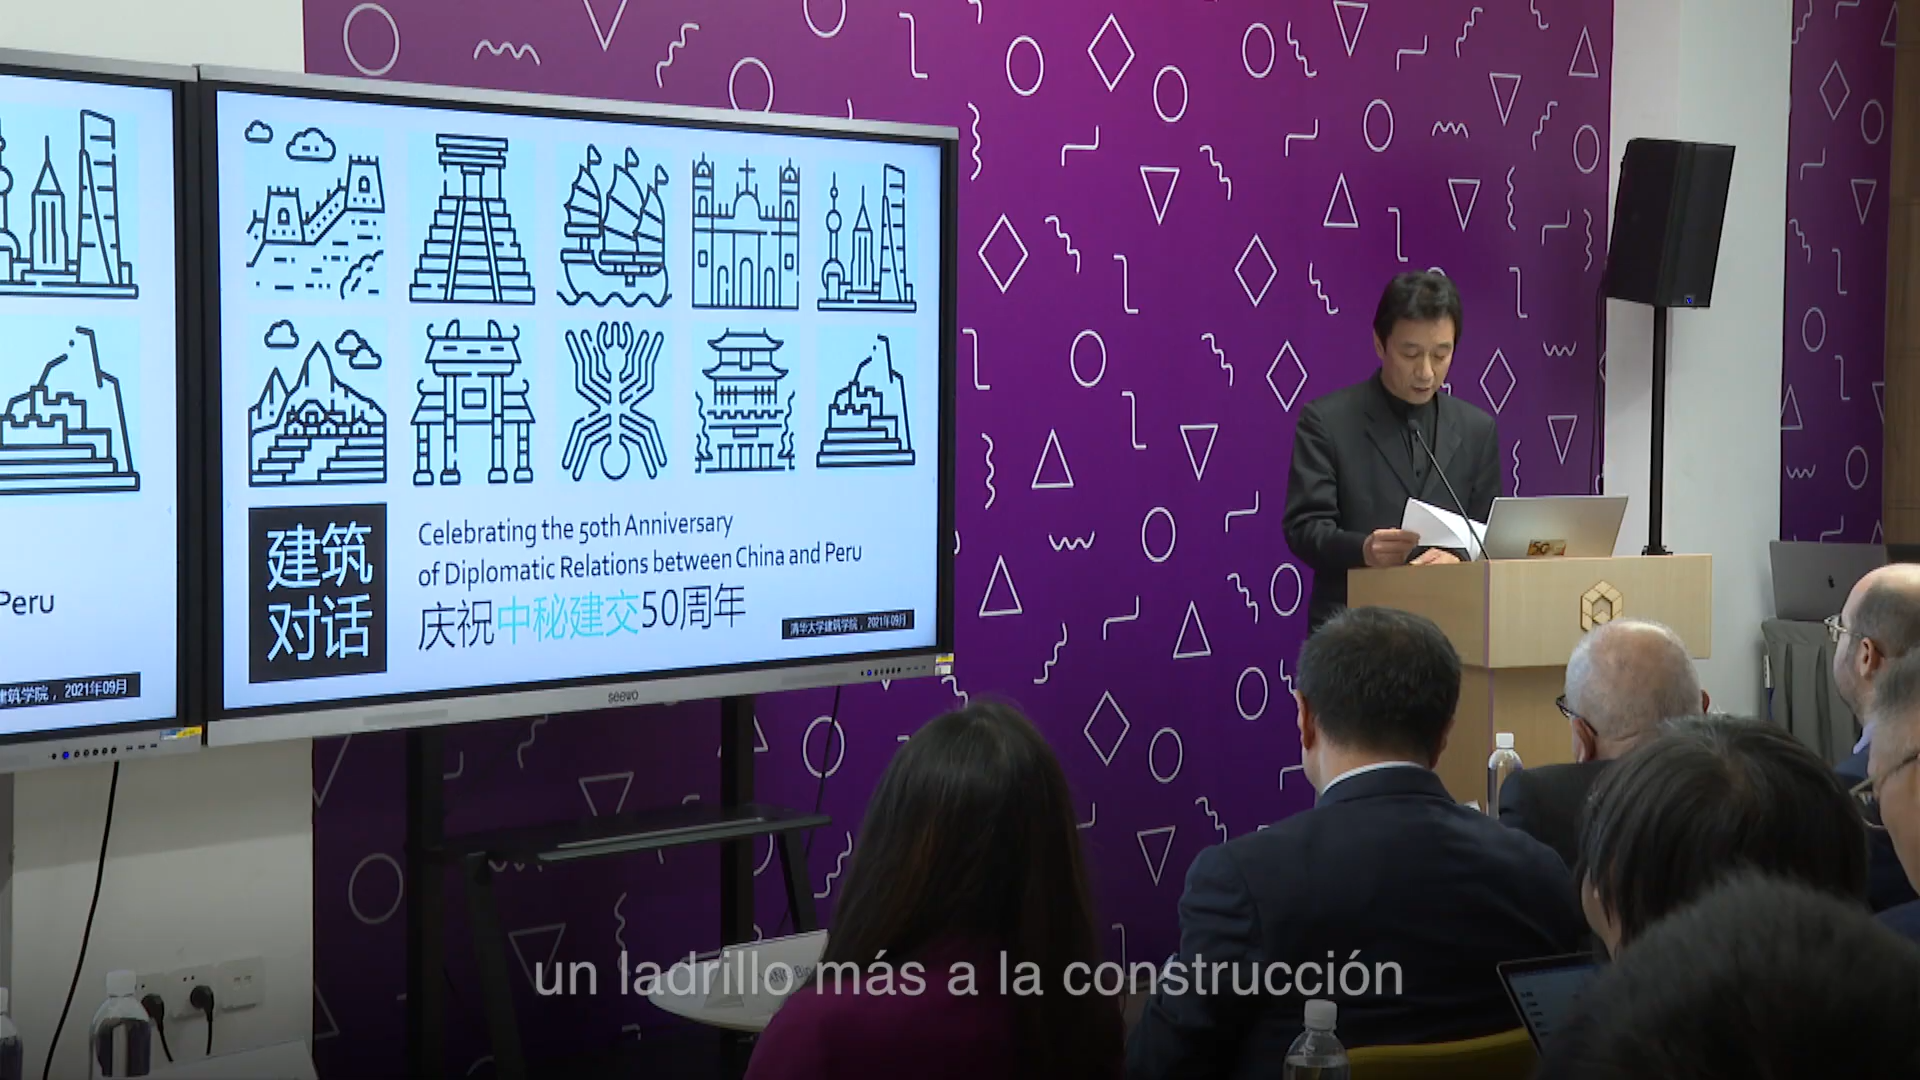 建筑
对话
Celebrating the 50th Anniversary
of Diplomatic Relations between China and Peru
庆祝中秘建交50周年
清华大学建筑学院，2021年09月
Peru
建筑学院，2021年09月
seewo
5G
un ladrillo más a la construcción